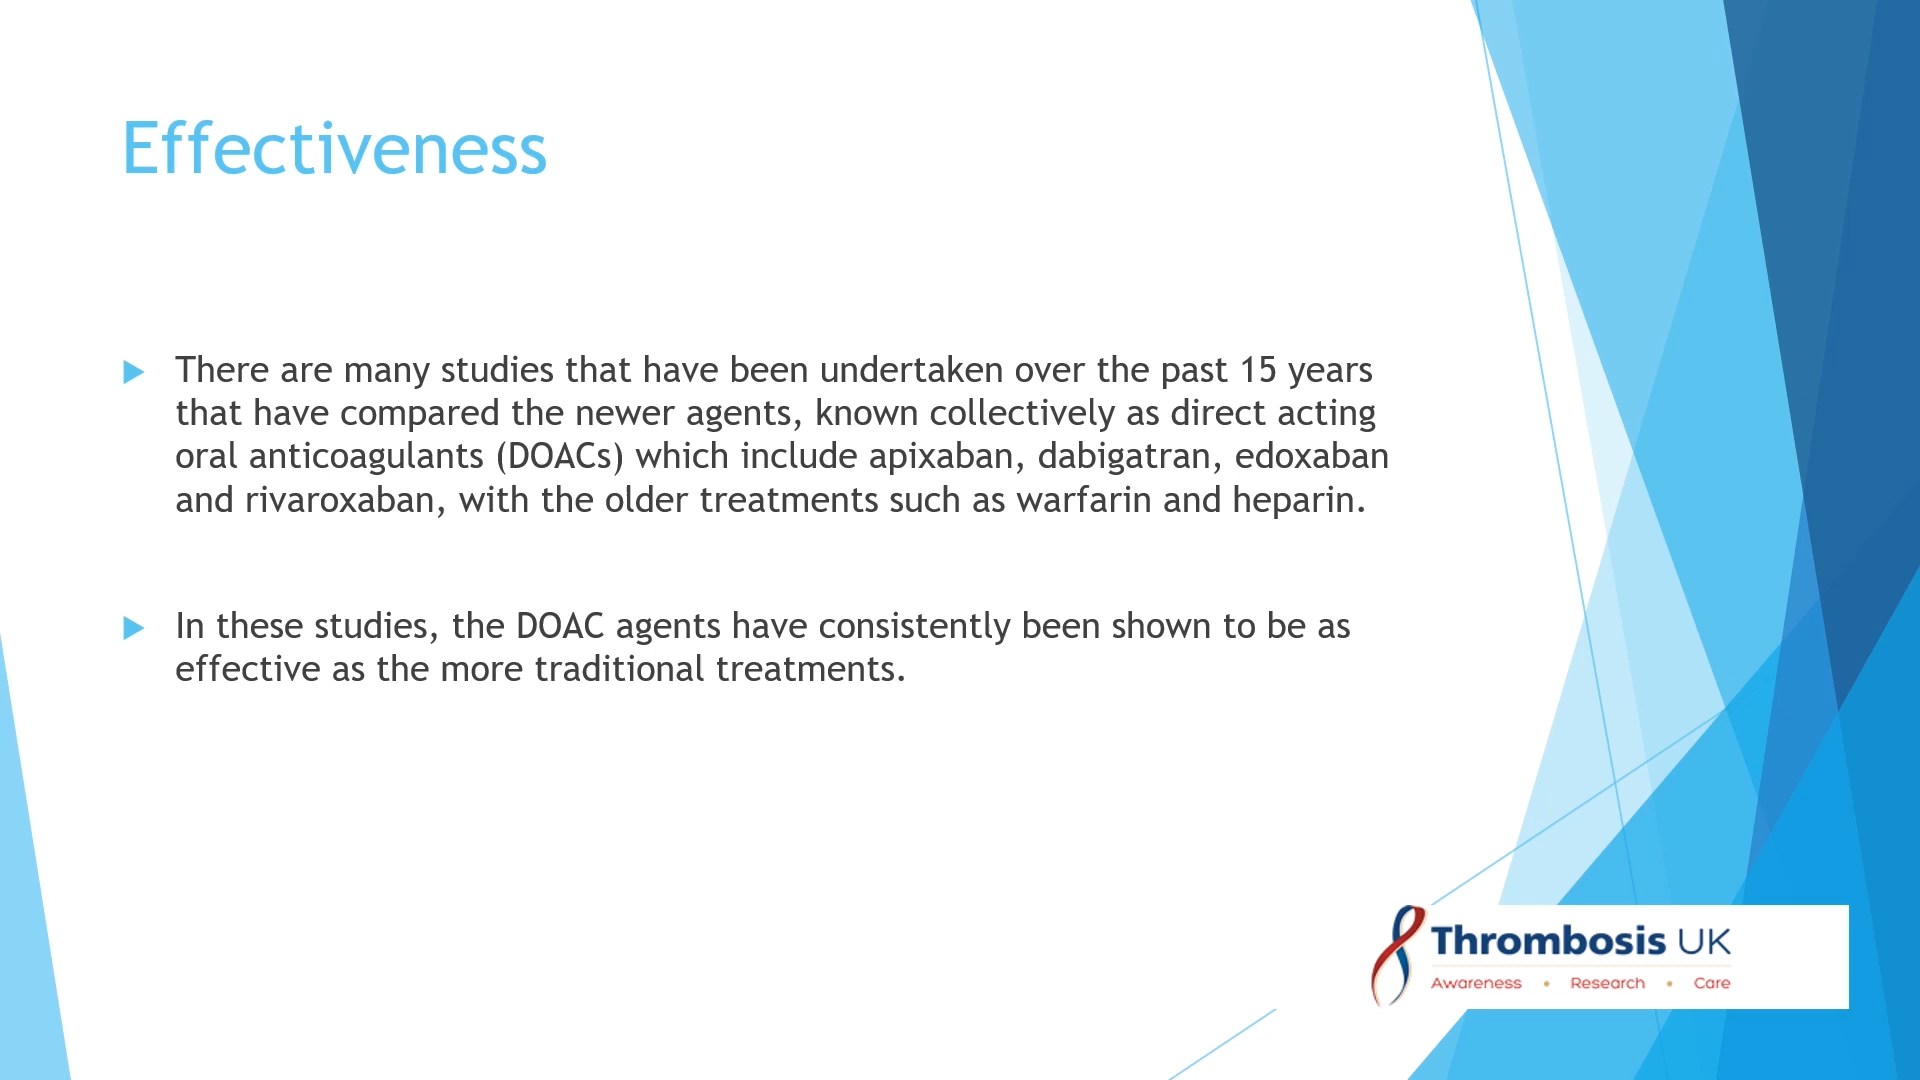 Effectiveness
There are many studies that have been undertaken over the past 15 years
that have compared the newer agents, known collectively as direct acting
oral anticoagulants (DOACs) which include apixaban, dabigatran, edoxaban
and rivaroxaban, with the older treatments such as warfarin and heparin.
In these studies, the DOAC agents have consistently been shown to be as
effective as the more traditional treatments.
Thrombosis UK
Awareness • Research • Care